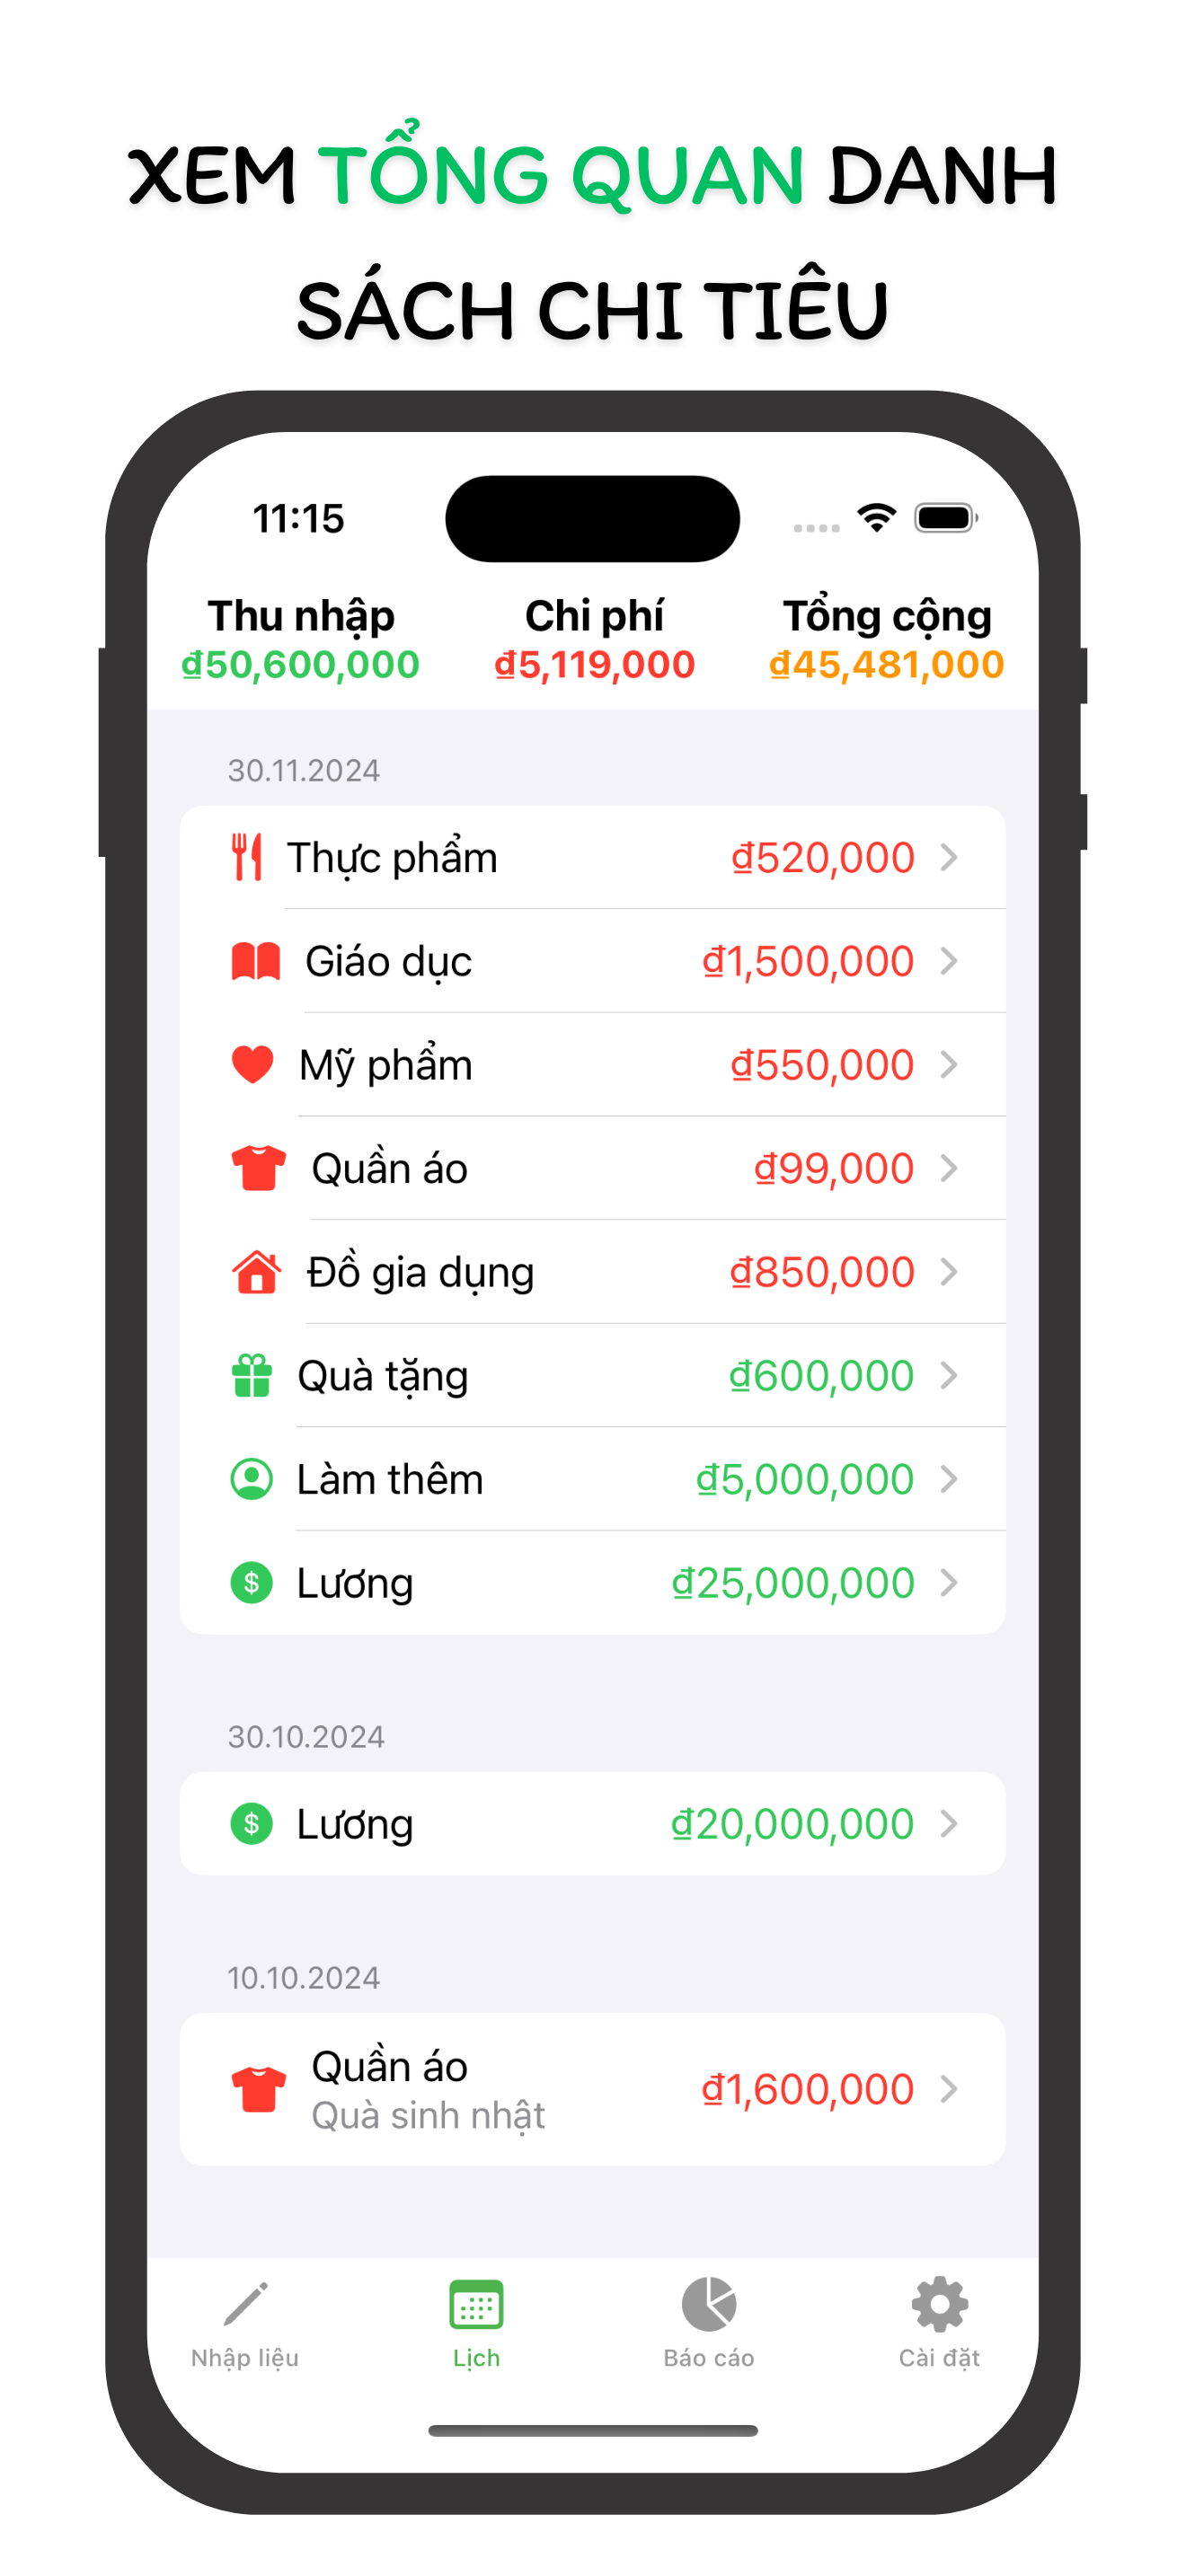 XEM TỔNG QUAN DANH
SÁCH CHI TIÊU
11:15
Thu nhập Chi phí Tổng cộng
₫50,600,000 ₫5,119,000 ₫45,481,000
30.11.2024
Thực phẩm ₫520,000
Giáo dục ₫1,500,000
Mỹ phẩm ₫550,000
Quần áo ₫99,000
Đồ gia dụng ₫850,000
Quà tặng ₫600,000
Làm thêm ₫5,000,000
$ Lương ₫25,000,000
30.10.2024
$ Lương ₫20,000,000
10.10.2024
Quần áo ₫1,600,000
Quà sinh nhật
Nhập liệu Lịch Báo cáo Cài đặt